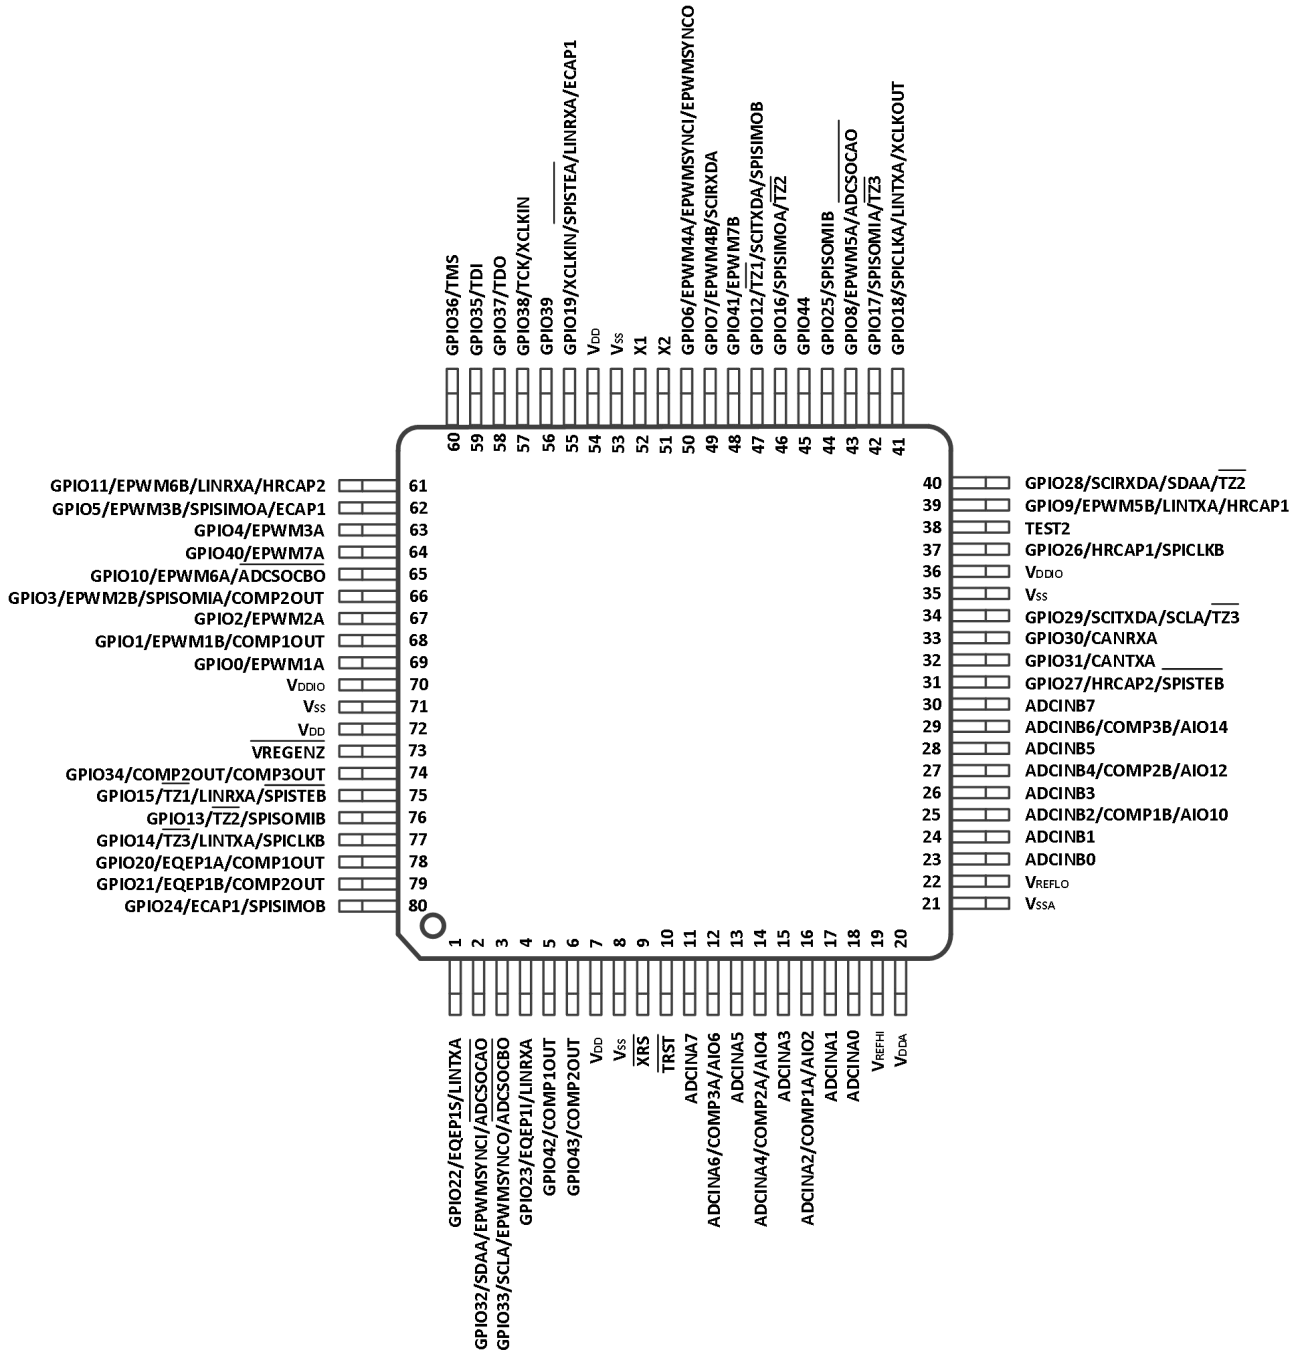 GPIO36/TMS
GPIO35/TDI
GPIO37/TDO
GPIO38/TCK/XCLKIN
GPIO39
GPIO19/XCLKIN/SPISTEA/LINRXA/ECAP1
VDD
VSS
X1
X2
GPIO6/EPWM4A/EPWMSYNCI/EPWMSYNCO
GPIO7/EPWM4B/SCIRXDA
GPIO41/EPWM7B
GPIO12/TZ1/SCITXDA/SPISIMOB
GPIO16/SPISIMOA/TZ2
GPIO44
GPIO25/SPISOMIB
GPIO8/EPWM5A/ADCSOCAO
GPIO17/SPISOMIA/TZ3
GPIO18/SPICLKA/LINTXA/XCLKOUT
60 59 58 57 56 55 54 53 52 51 50 49 48 47 46 45 44 43 42 41
GPIO11/EPWM6B/LINRXA/HRCAP2 61
GPIO5/EPWM3B/SPISIMOA/ECAP1 62
GPIO4/EPWM3A 63
GPIO40/EPWM7A 64
GPIO10/EPWM6A/ADCSOCBO 65
GPIO3/EPWM2B/SPISOMIA/COMP2OUT 66
GPIO2/EPWM2A 67
GPIO1/EPWM1B/COMP1OUT 68
GPIO0/EPWM1A 69
VDDIO 70
VSS 71
VDD 72
VREGENZ 73
GPIO34/COMP2OUT/COMP3OUT 74
GPIO15/TZ1/LINRXA/SPISTEB 75
GPIO13/TZ2/SPISOMIB 76
GPIO14/TZ3/LINTXA/SPICLKB 77
GPIO20/EQEP1A/COMP1OUT 78
GPIO21/EQEP1B/COMP2OUT 79
GPIO24/ECAP1/SPISIMOB 80
40 GPIO28/SCIRXDA/SDAA/TZ2
39 GPIO9/EPWM5B/LINTXA/HRCAP1
38 TEST2
37 GPIO26/HRCAP1/SPICLKB
36 VDDIO
35 VSS
34 GPIO29/SCITXDA/SCLA/TZ3
33 GPIO30/CANRXA
32 GPIO31/CANTXA
31 GPIO27/HRCAP2/SPISTEB
30 ADCINB7
29 ADCINB6/COMP3B/AIO14
28 ADCINB5
27 ADCINB4/COMP2B/AIO12
26 ADCINB3
25 ADCINB2/COMP1B/AIO10
24 ADCINB1
23 ADCINB0
22 VREFLO
21 VSSA
1 2 3 4 5 6 7 8 9 10 11 12 13 14 15 16 17 18 19 20
GPIO22/EQEP1S/LINTXA
GPIO32/SDAA/EPWMSYNCI/ADCSOCAO
GPIO33/SCLA/EPWMSYNCO/ADCSOCBO
GPIO23/EQEP1I/LINRXA
GPIO42/COMP1OUT
GPIO43/COMP2OUT
VDD
VSS
XRS
TRST
ADCINA7
ADCINA6/COMP3A/AIO6
ADCINA5
ADCINA4/COMP2A/AIO4
ADCINA3
ADCINA2/COMP1A/AIO2
ADCINA1
ADCINA0
VREFHI
VDDA